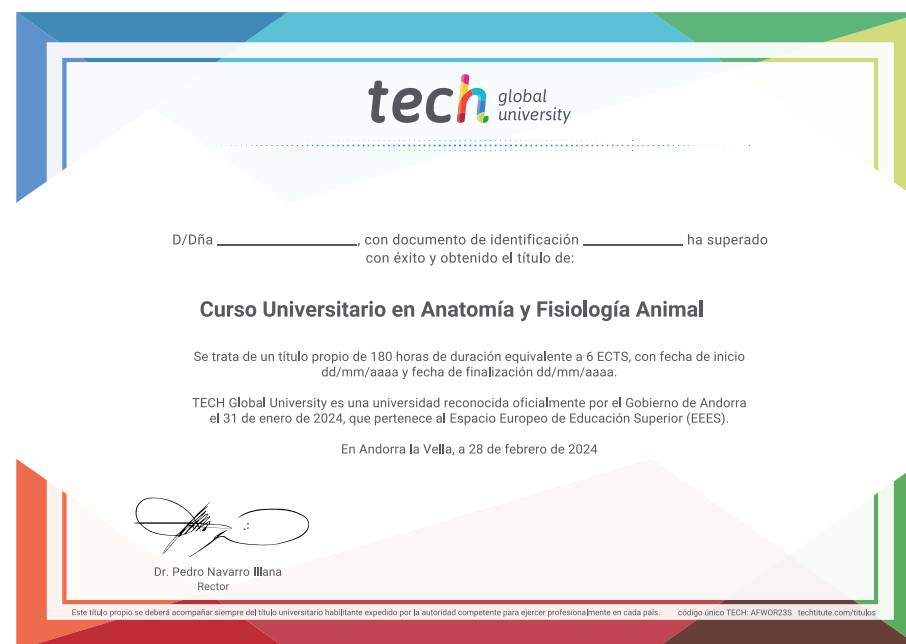 tech global university
D/Dña ______________, con documento de identificación __________ ha superado
con éxito y obtenido el título de:
Curso Universitario en Anatomía y Fisiología Animal
Se trata de un título propio de 180 horas de duración equivalente a 6 ECTS, con fecha de inicio
dd/mm/aaaa y fecha de finalización dd/mm/aaaa.
TECH Global University es una universidad reconocida oficialmente por el Gobierno de Andorra
el 31 de enero de 2024, que pertenece al Espacio Europeo de Educación Superior (EEES).
En Andorra la Vella, a 28 de febrero de 2024
Dr. Pedro Navarro Illana
Rector
Este título propio se deberá acompañar siempre del título universitario habilitante expedido por la autoridad competente para ejercer profesionalmente en cada país. código único TECH: AFWOR23S techtitute.com/titulos